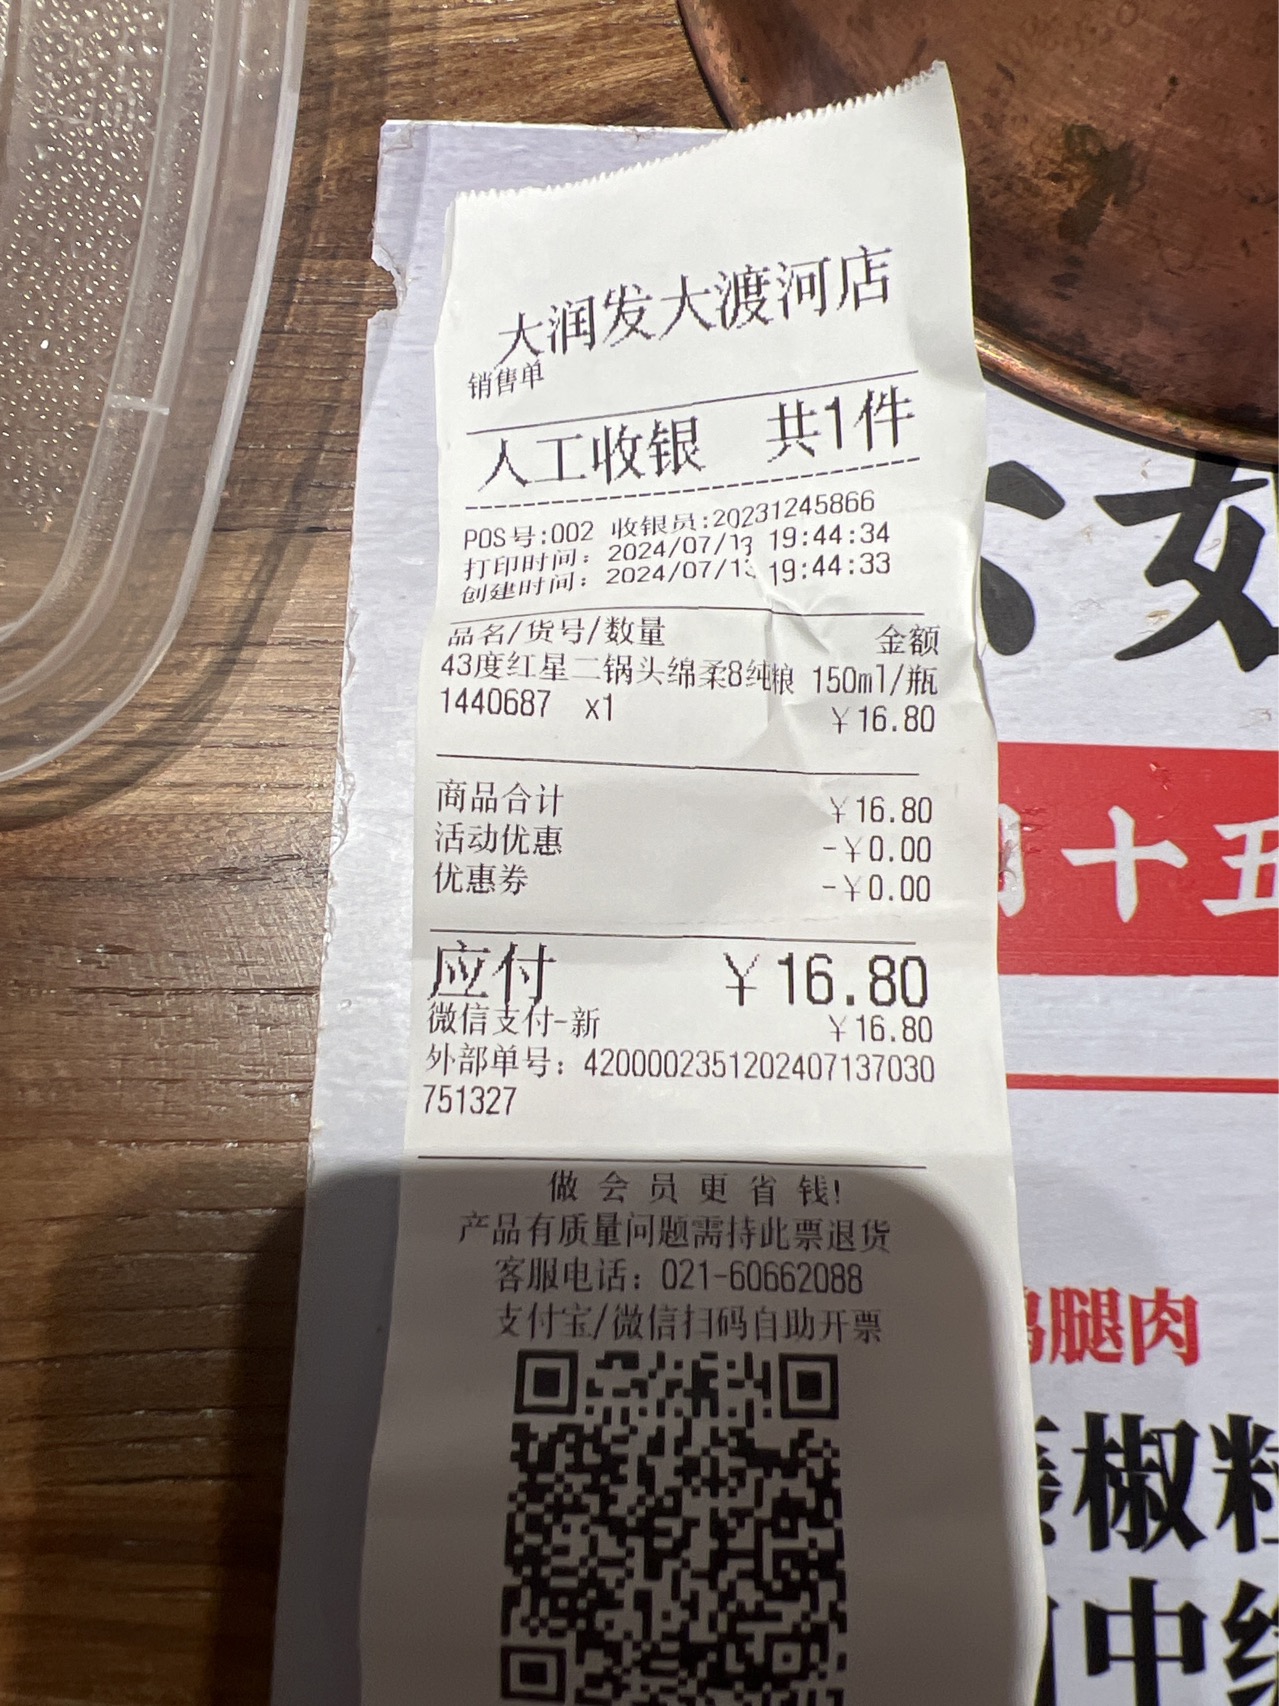 大润发大渡河店
销售单
人工收银 共1件
POS号:002 收银员:20231245866
打印时间: 2024/07/13 19:44:34
创建时间: 2024/07/13 19:44:33
品名/货号/数量 金额
43度红星二锅头绵柔8纯粮 150ml/瓶
1440687 x1 ¥16.80
商品合计 ¥16.80
活动优惠 -¥0.00
优惠券 -¥0.00
应付 ¥16.80
微信支付-新 ¥16.80
外部单号: 4200002351202407137030
751327
做会员更省钱!
产品有质量问题需持此票退货
客服电话: 021-60662088
支付宝/微信扫码自助开票
十五
鸡腿肉
椒
中